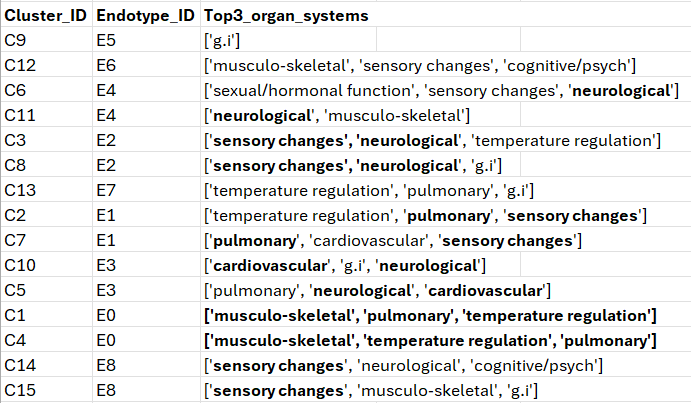 Cluster_ID Endotype_ID Top3_organ_systems
C9 E5 ['g.i']
C12 E6 ['musculo-skeletal', 'sensory changes', 'cognitive/psych']
C6 E4 ['sexual/hormonal function', 'sensory changes', 'neurological']
C11 E4 ['neurological', 'musculo-skeletal']
C3 E2 ['sensory changes', 'neurological', 'temperature regulation']
C8 E2 ['sensory changes', 'neurological', 'g.i']
C13 E7 ['temperature regulation', 'pulmonary', 'g.i']
C2 E1 ['temperature regulation', 'pulmonary', 'sensory changes']
C7 E1 ['pulmonary', 'cardiovascular', 'sensory changes']
C10 E3 ['cardiovascular', 'g.i', 'neurological']
C5 E3 ['pulmonary', 'neurological', 'cardiovascular']
C1 E0 ['musculo-skeletal', 'pulmonary', 'temperature regulation']
C4 E0 ['musculo-skeletal', 'temperature regulation', 'pulmonary']
C14 E8 ['sensory changes', 'neurological', 'cognitive/psych']
C15 E8 ['sensory changes', 'musculo-skeletal', 'g.i']